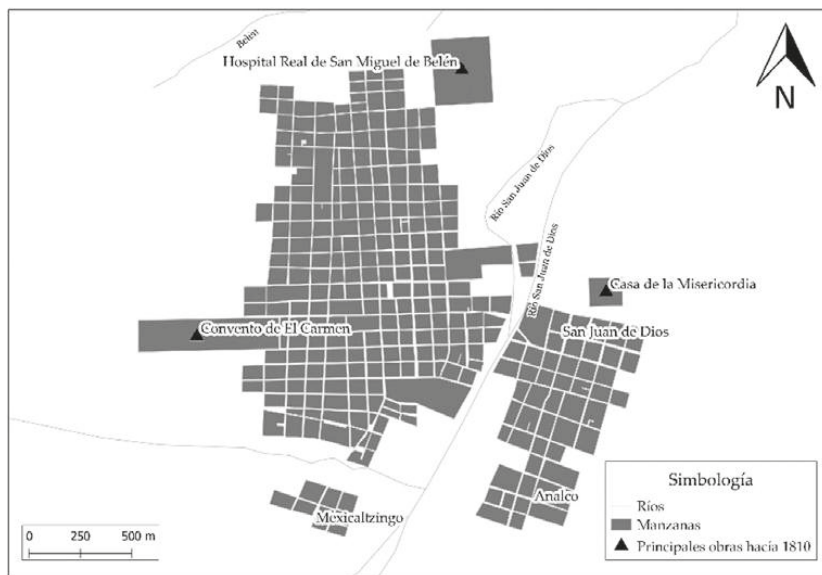 Belén
Hospital Real de San Miguel de Belén
N
Río San Juan de Dios
Río San Juan de Dios
Casa de la Misericordia
San Juan de Dios
Convento de El Carmen
Analco
Mexicaltzingo
Simbología
Ríos
Manzanas
Principales obras hacía 1810
0 250 500 m